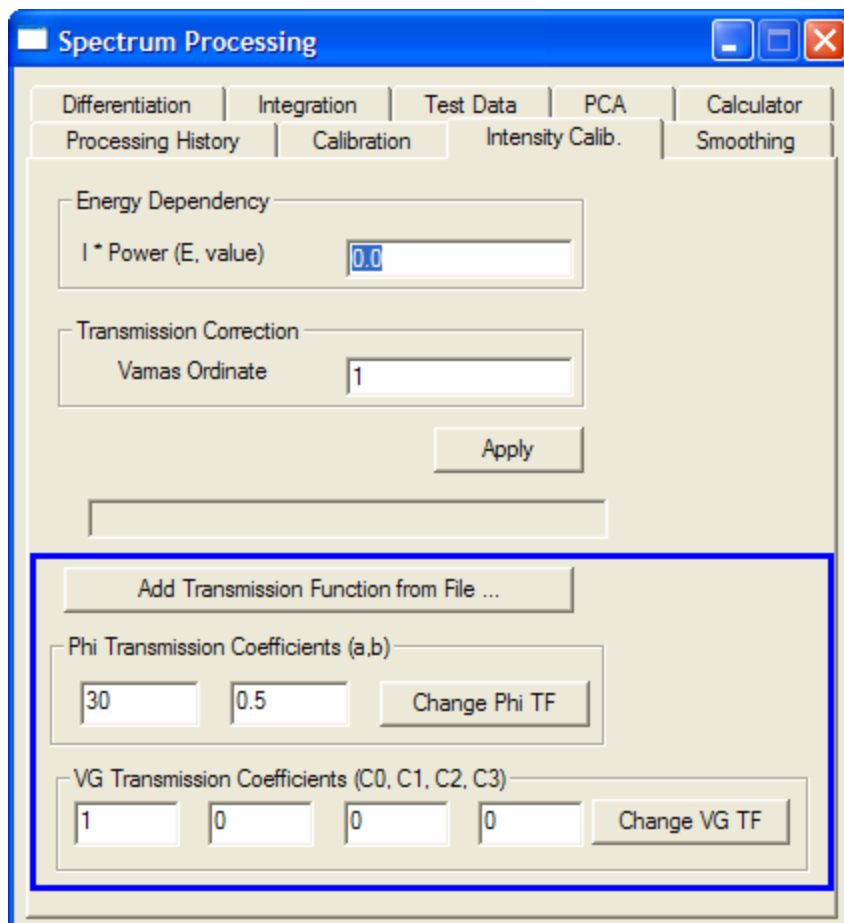 Spectrum Processing
Differentiation Integration Test Data PCA Calculator
Processing History Calibration Intensity Calib. Smoothing
Energy Dependency
I * Power (E, value) 0.0
Transmission Correction
Vamas Ordinate 1
Apply
Add Transmission Function from File ...
Phi Transmission Coefficients (a,b)
30 0.5 Change Phi TF
VG Transmission Coefficients (C0, C1, C2, C3)
1 0 0 0 Change VG TF